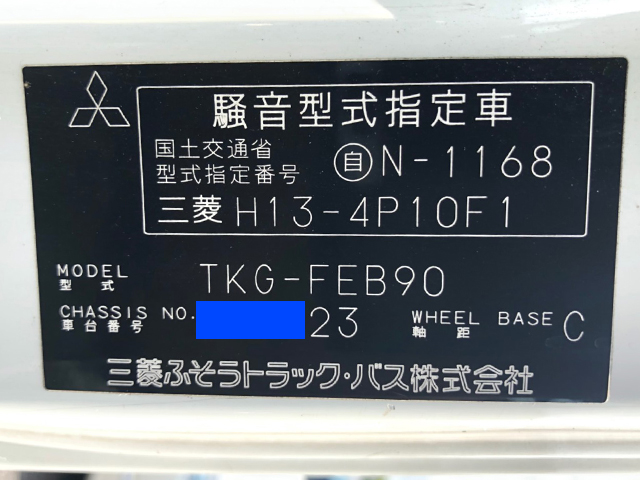 騒音型式指定車
国土交通省
型式指定番号 自 N-1168
三菱 H13-4P10F1
MODEL
型式 TKG-FEB90
CHASSIS NO.
車台番号 23 WHEEL BASE
軸距 C
三菱ふそうトラック・バス株式会社